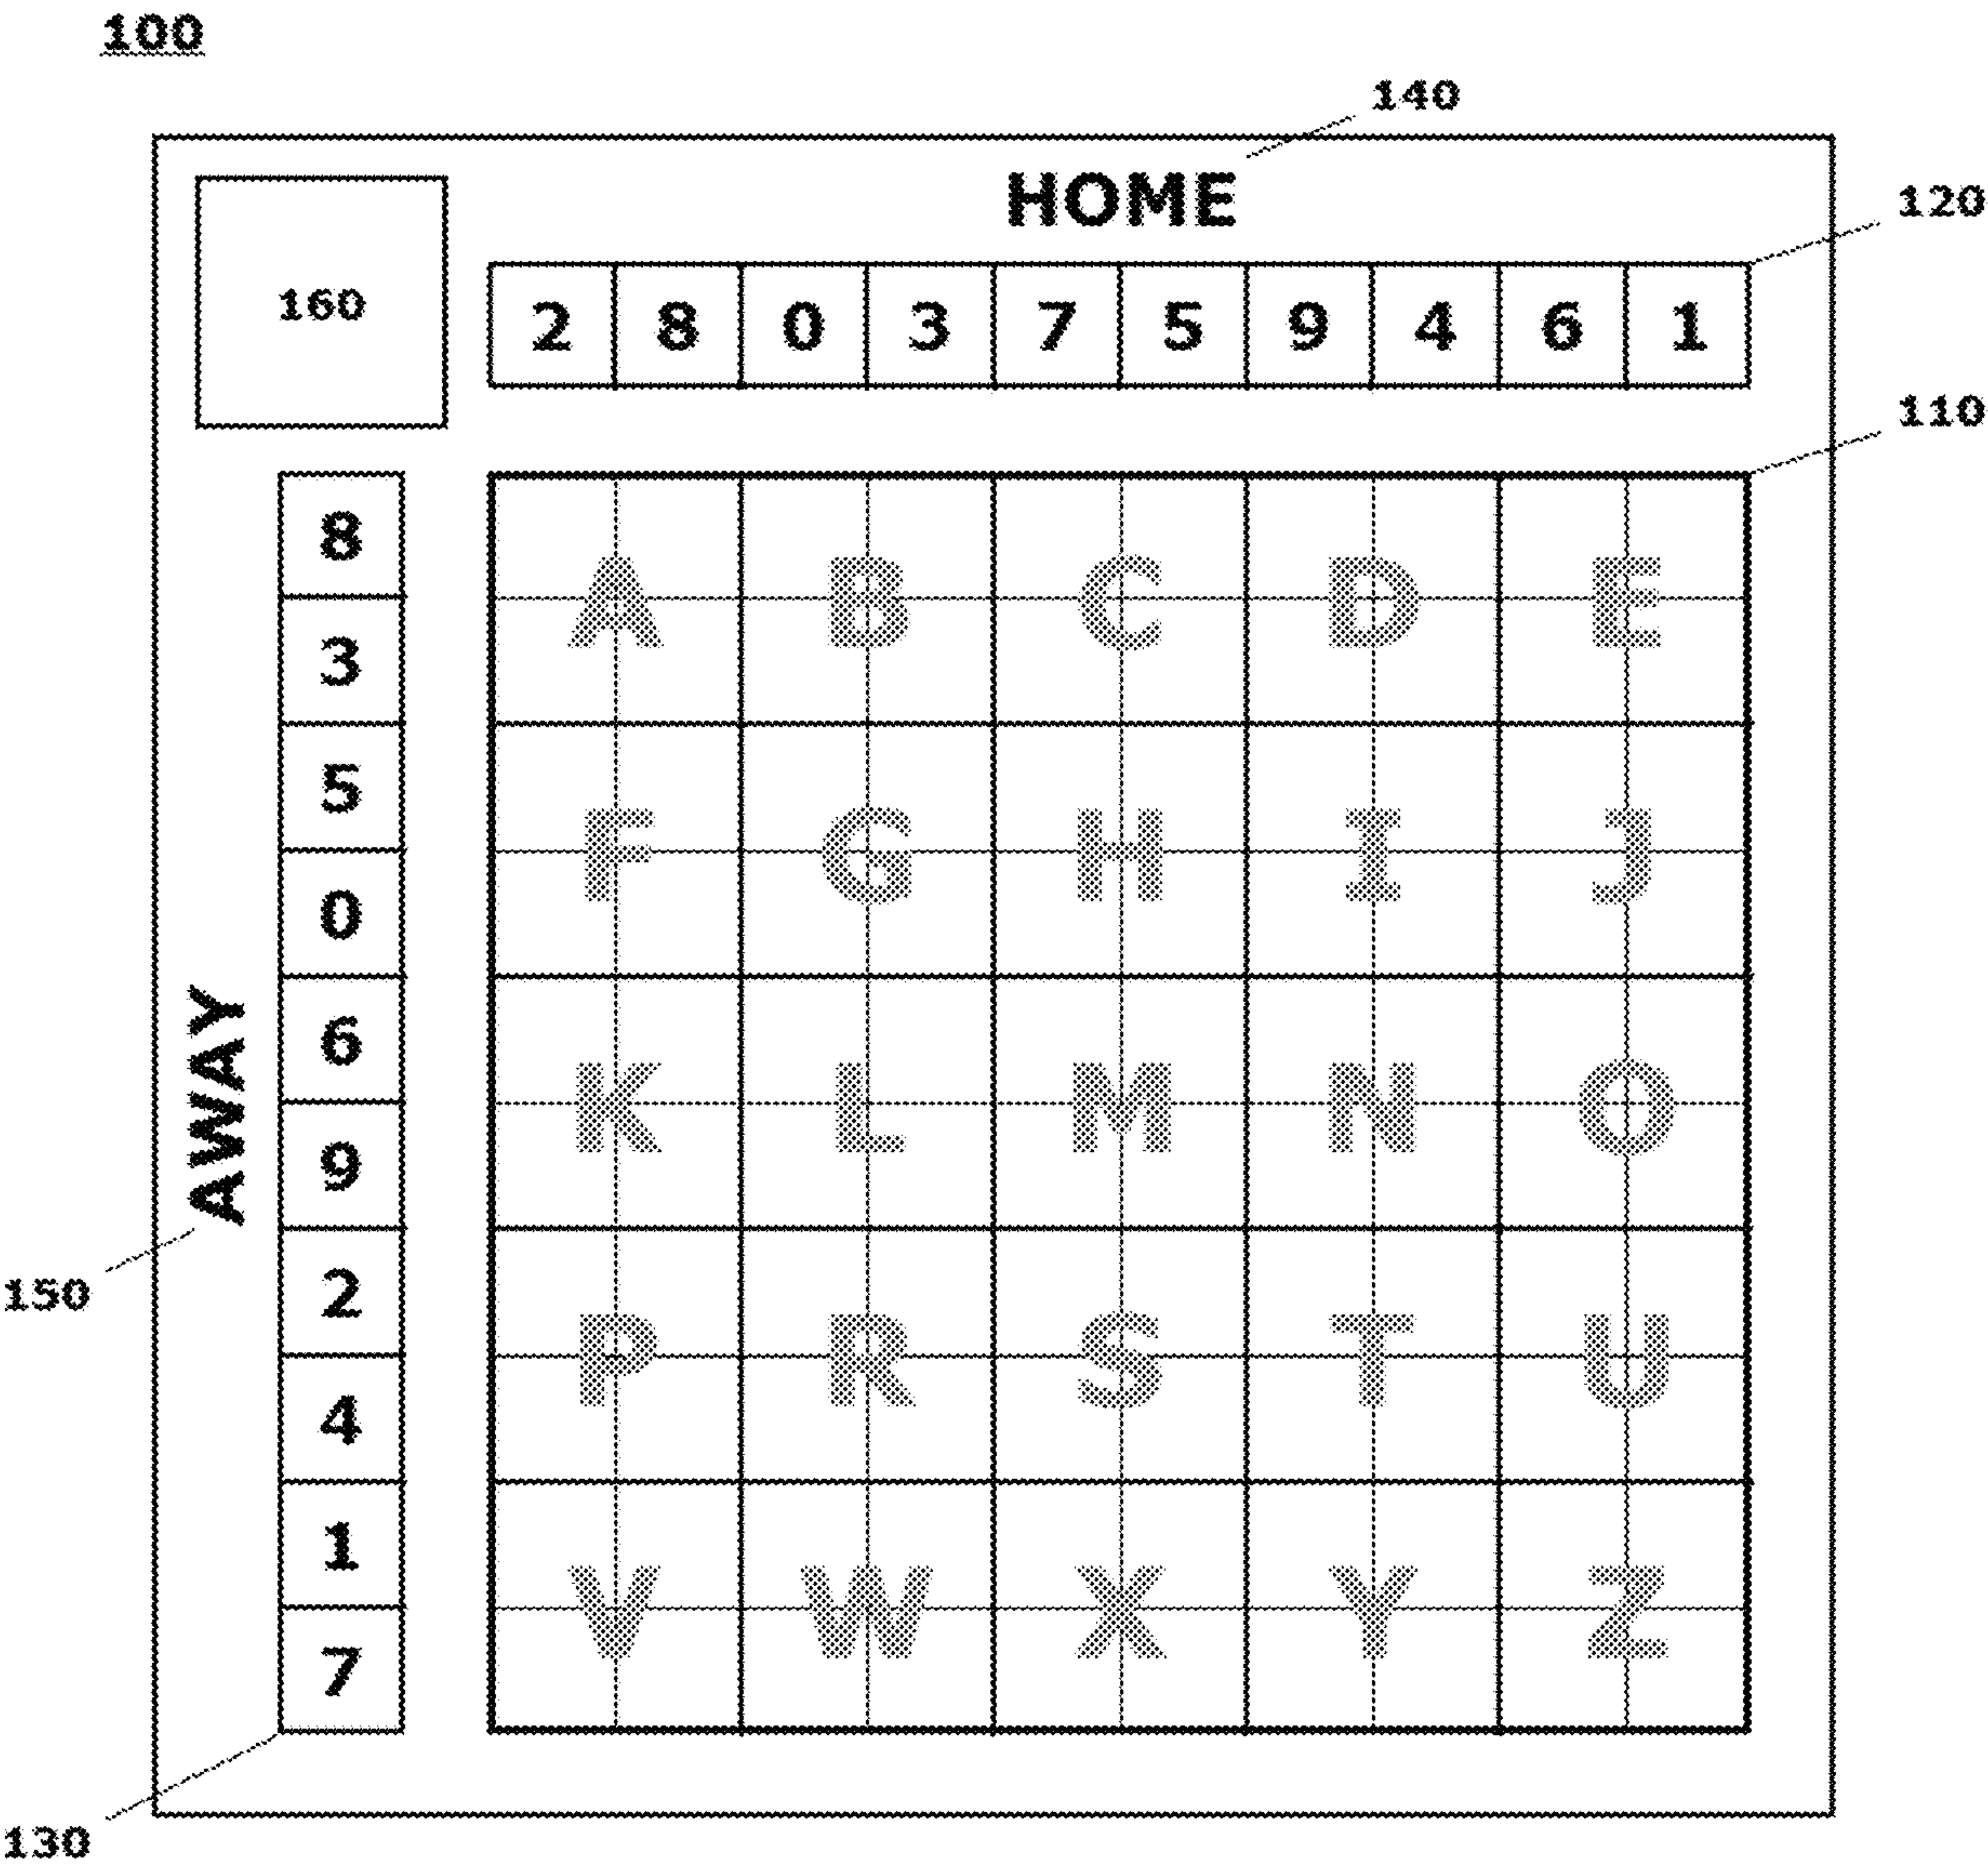 100
140
HOME
120
160
2 8 0 3 7 5 9 4 6 1
110
AWAY
150
8
3
5
0
6
9
2
4
1
7
130
A B C D E
F G H I J
K L M N O
P R S T U
V W X Y Z